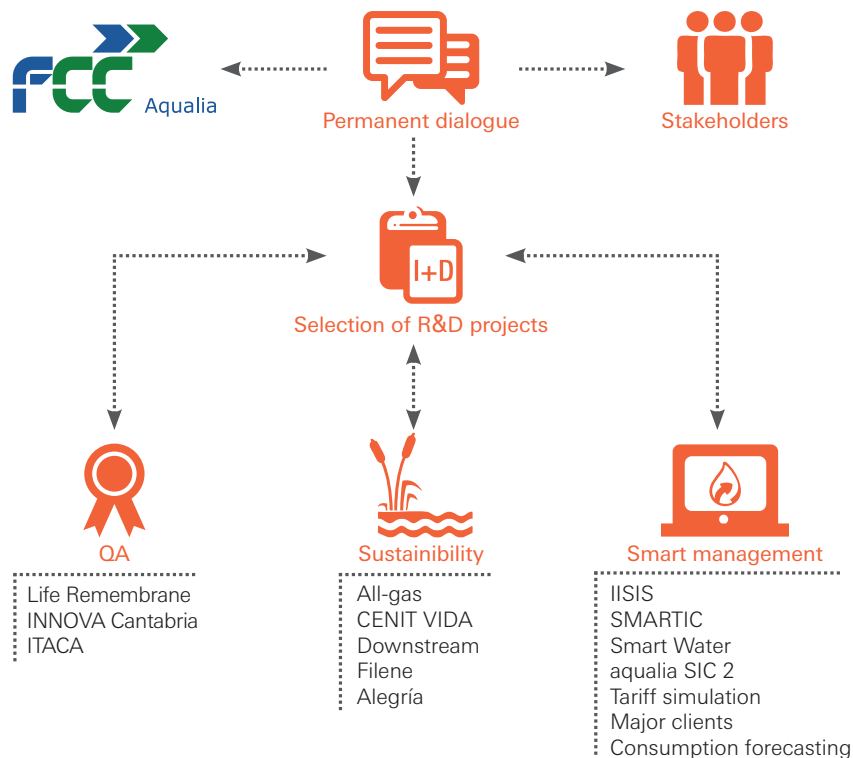 FCC
Aqualia
Permanent dialogue
Stakeholders
I+D
Selection of R&D projects
QA
Life Remembrane
INNOVA Cantabria
ITACA
Sustainibility
All-gas
CENIT VIDA
Downstream
Filene
Alegría
Smart management
IISIS
SMARTIC
Smart Water
aqualia SIC 2
Tariff simulation
Major clients
Consumption forecasting